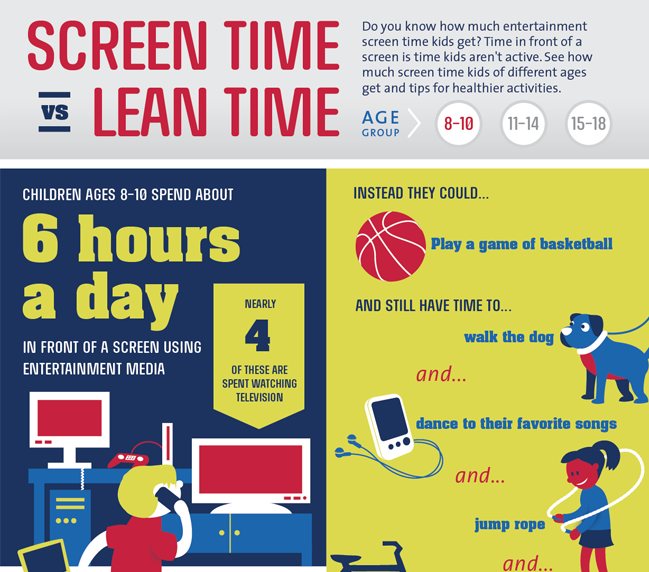 SCREEN TIME
vs LEAN TIME
Do you know how much entertainment
screen time kids get? Time in front of a
screen is time kids aren't active. See how
much screen time kids of different ages
get and tips for healthier activities.
AGE
GROUP
8-10
11-14
15-18
CHILDREN AGES 8-10 SPEND ABOUT
6 hours
a day
IN FRONT OF A SCREEN USING
ENTERTAINMENT MEDIA
NEARLY
4
OF THESE ARE
SPENT WATCHING
TELEVISION
INSTEAD THEY COULD...
Play a game of basketball
AND STILL HAVE TIME TO...
walk the dog
and...
dance to their favorite songs
and...
jump rope
and...